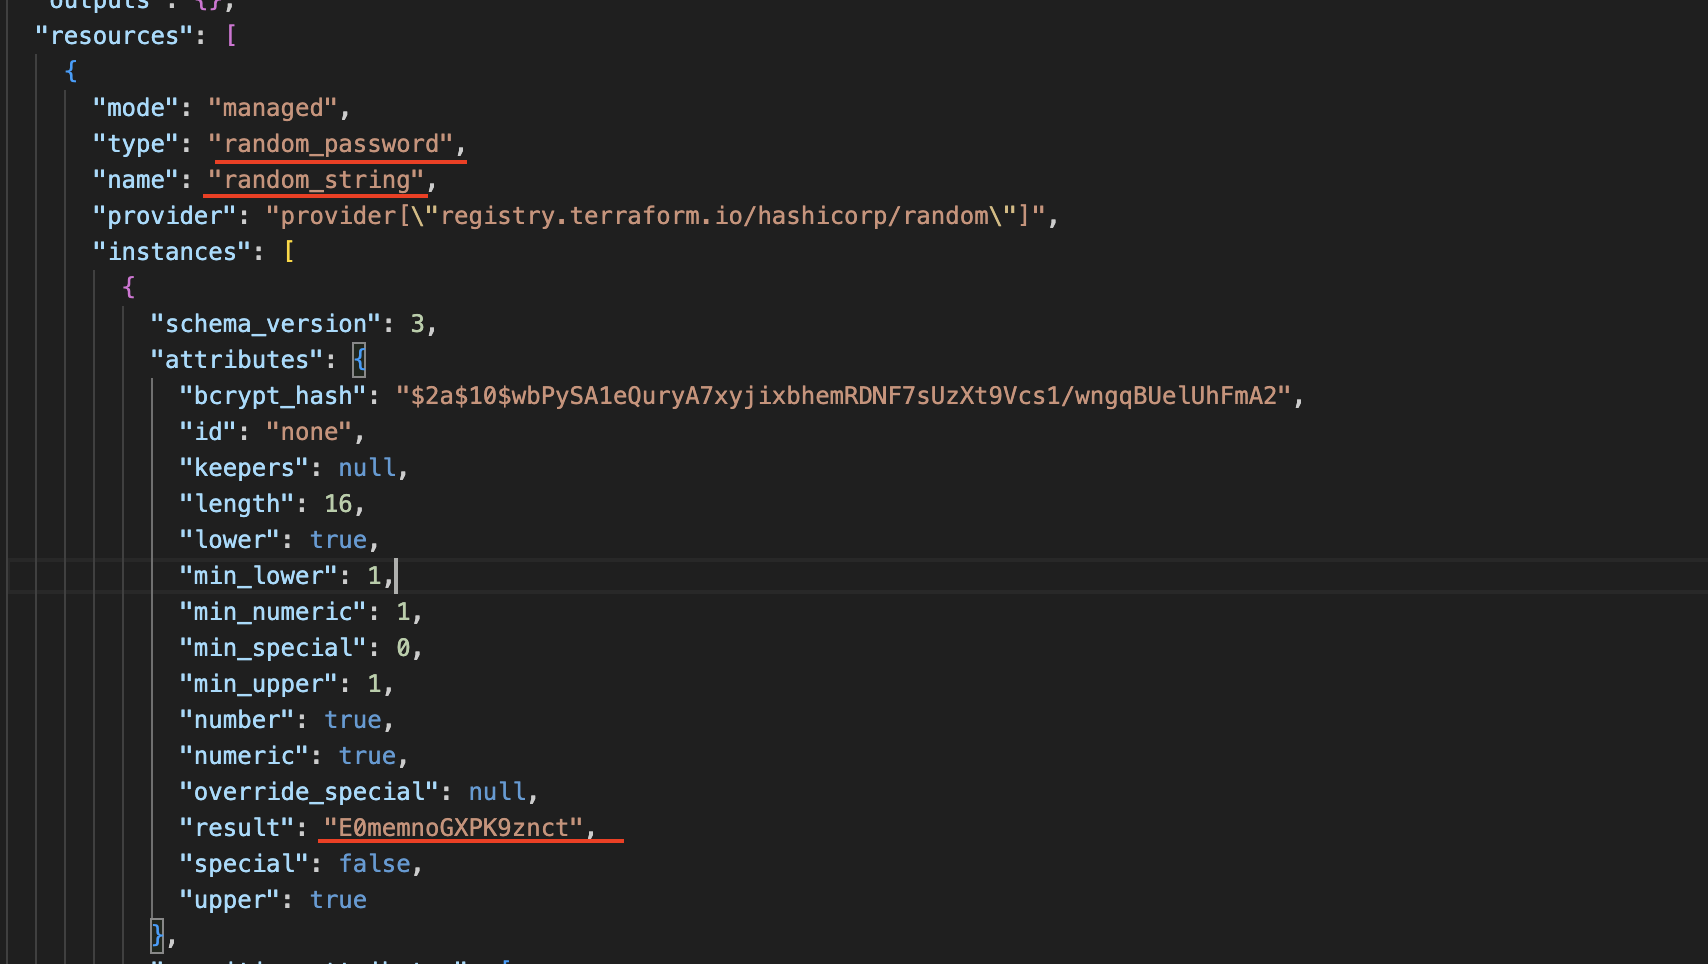 "outputs": {},
"resources": [
{
"mode": "managed",
"type": "random_password",
"name": "random_string",
"provider": "provider[\"registry.terraform.io/hashicorp/random\"]",
"instances": [
{
"schema_version": 3,
"attributes": {
"bcrypt_hash": "$2a$10$wbPySA1eQuryA7xyjixbhemRDNF7sUzXt9Vcs1/wngqBUelUhFmA2",
"id": "none",
"keepers": null,
"length": 16,
"lower": true,
"min_lower": 1,
"min_numeric": 1,
"min_special": 0,
"min_upper": 1,
"number": true,
"numeric": true,
"override_special": null,
"result": "E0memnoGXPK9znct",
"special": false,
"upper": true
},